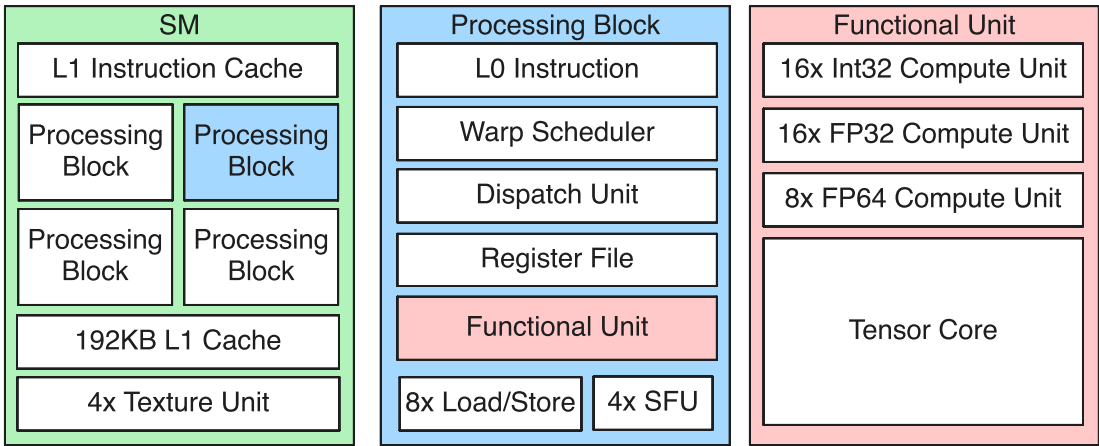 SM
L1 Instruction Cache
Processing
Block
Processing
Block
Processing
Block
Processing
Block
192KB L1 Cache
4x Texture Unit
Processing Block
L0 Instruction
Warp Scheduler
Dispatch Unit
Register File
Functional Unit
8x Load/Store
4x SFU
Functional Unit
16x Int32 Compute Unit
16x FP32 Compute Unit
8x FP64 Compute Unit
Tensor Core